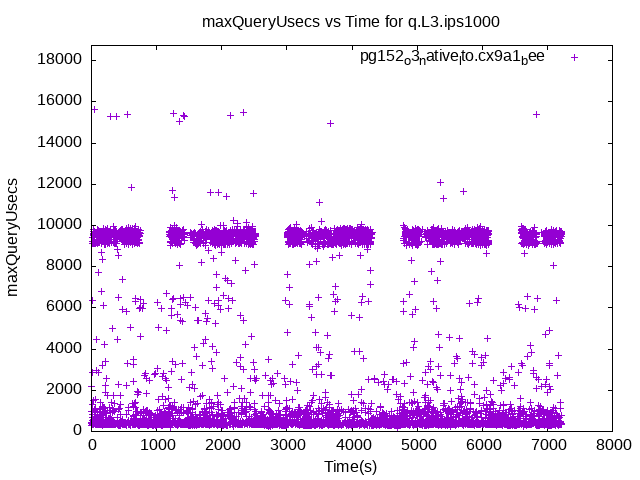 maxQueryUsecs vs Time for q.L3.ips1000
pg152o3native_lto.cx9a1bee
18000
16000
14000
12000
10000
8000
6000
4000
2000
0
maxQueryUsecs
0 1000 2000 3000 4000 5000 6000 7000 8000
Time(s)